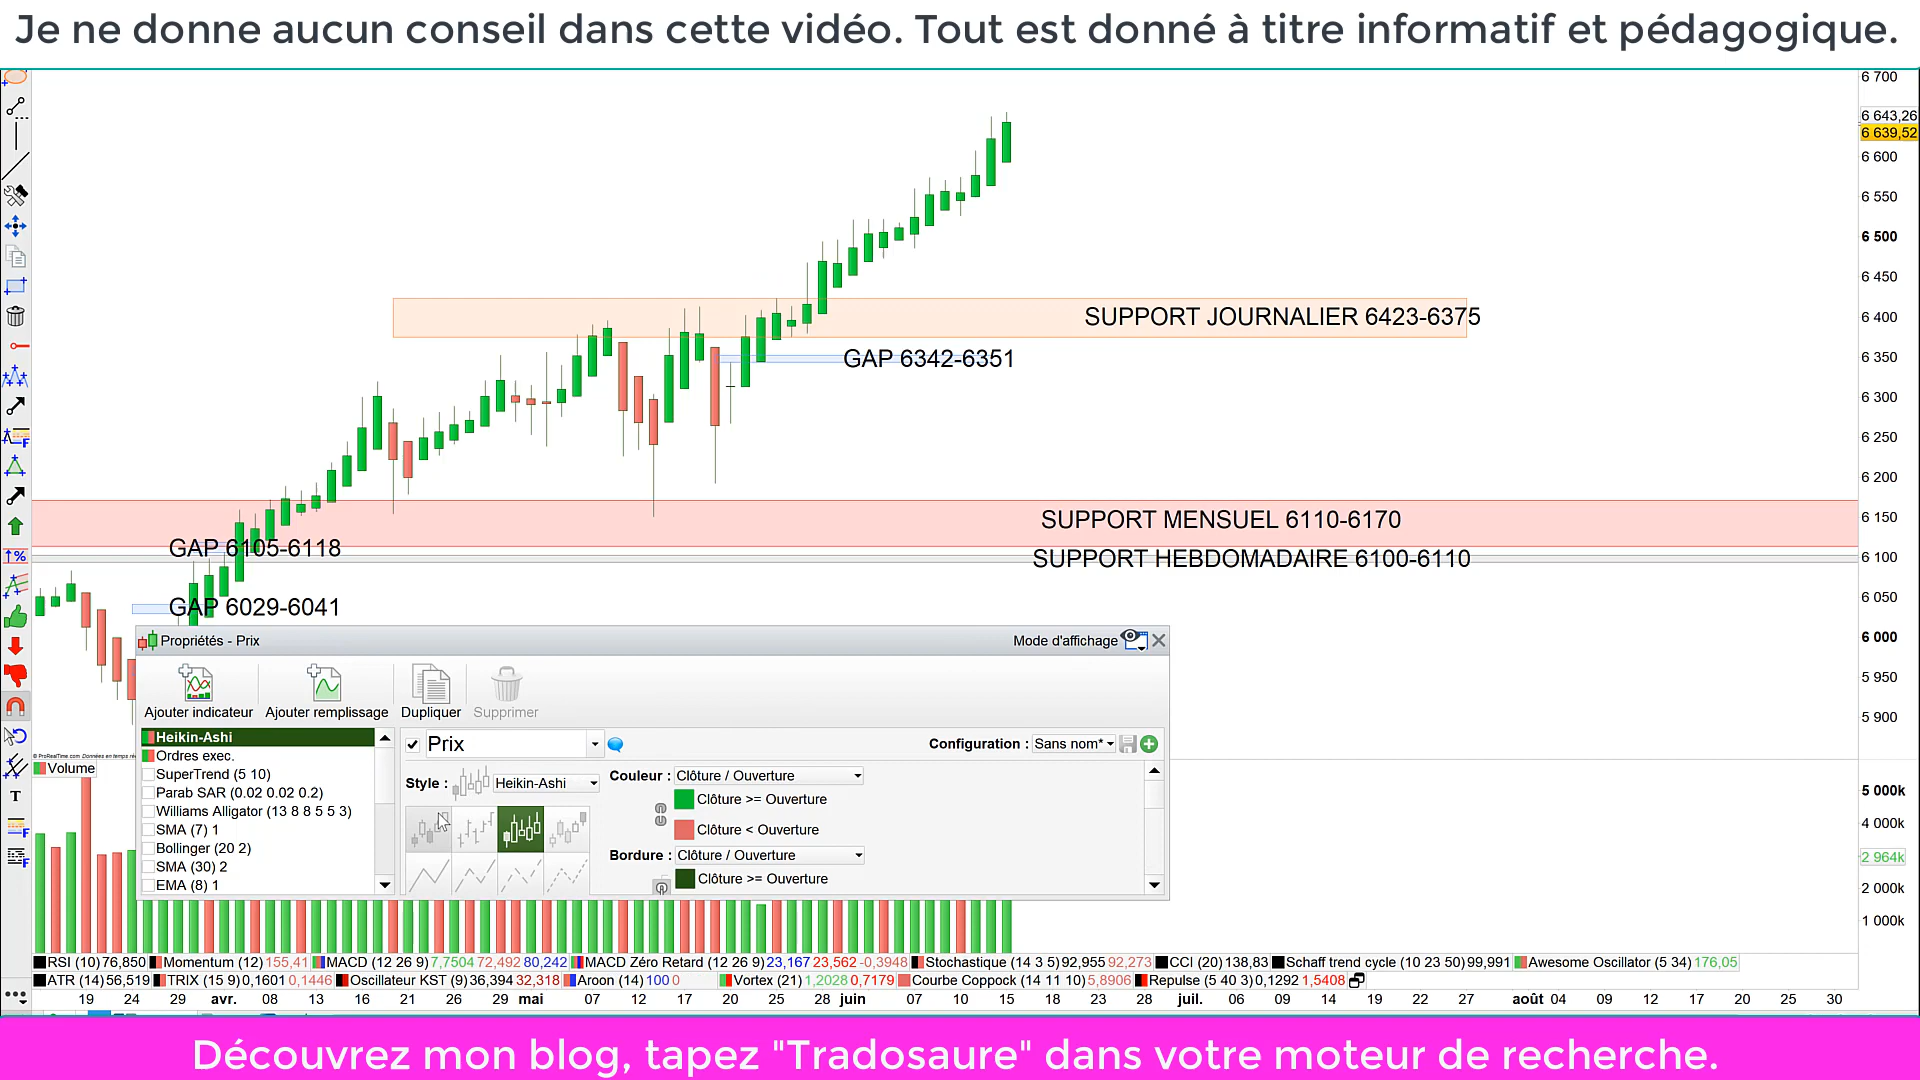 Je ne donne aucun conseil dans cette vidéo. Tout est donné à titre informatif et pédagogique.
6 700
6 643,26
6 639,52
6 600
6 550
6 500
6 450
6 400
6 350
6 300
6 250
6 200
6 150
6 100
6 050
6 000
5 950
5 900
SUPPORT JOURNALIER 6423-6375
GAP 6342-6351
SUPPORT MENSUEL 6110-6170
GAP 6105-6118
SUPPORT HEBDOMADAIRE 6100-6110
GAP 6029-6041
Propriétés - Prix
Mode d'affichage
Ajouter indicateur
Ajouter remplissage
Dupliquer
Supprimer
Heikin-Ashi
Ordres exec.
SuperTrend (5 10)
Parab SAR (0.02 0.02 0.2)
Williams Alligator (13 8 8 5 5 3)
SMA (7) 1
Bollinger (20 2)
SMA (30) 2
EMA (8) 1
Prix
Configuration : Sans nom*
Style : Heikin-Ashi
Couleur : Clôture / Ouverture
Clôture >= Ouverture
Clôture < Ouverture
Bordure : Clôture / Ouverture
Clôture >= Ouverture
© ProRealTime.com Données en temps ré
Volume
5 000k
4 000k
2 964k
2 000k
1 000k
RSI (10) 76,850 Momentum (12) 155,41 MACD (12 26 9) 7,7504 72,492 80,242 MACD Zéro Retard (12 26 9) 23,167 23,562 -0,3948 Stochastique (14 3 5) 92,955 92,273 CCI (20) 138,83 Schaff trend cycle (10 23 50) 99,991 Awesome Oscillator (5 34) 176,05
ATR (14) 56,519 TRIX (15 9) 0,1601 0,1446 Oscillateur KST 36,394 32,318 Aroon (14) 100 0 Vortex (21) 1,2028 0,7179 Courbe Coppock (14 11 10) 5,8906 Repulse (5 40 3) 0,1292 1,5408
19 24 29 avr. 08 13 16 21 26 29 mai 07 12 17 20 25 28 juin 07 10 15 18 23 28 juil. 06 09 14 19 22 27 août 04 09 12 17 20 25 30
Découvrez mon blog, tapez "Tradosaure" dans votre moteur de recherche.